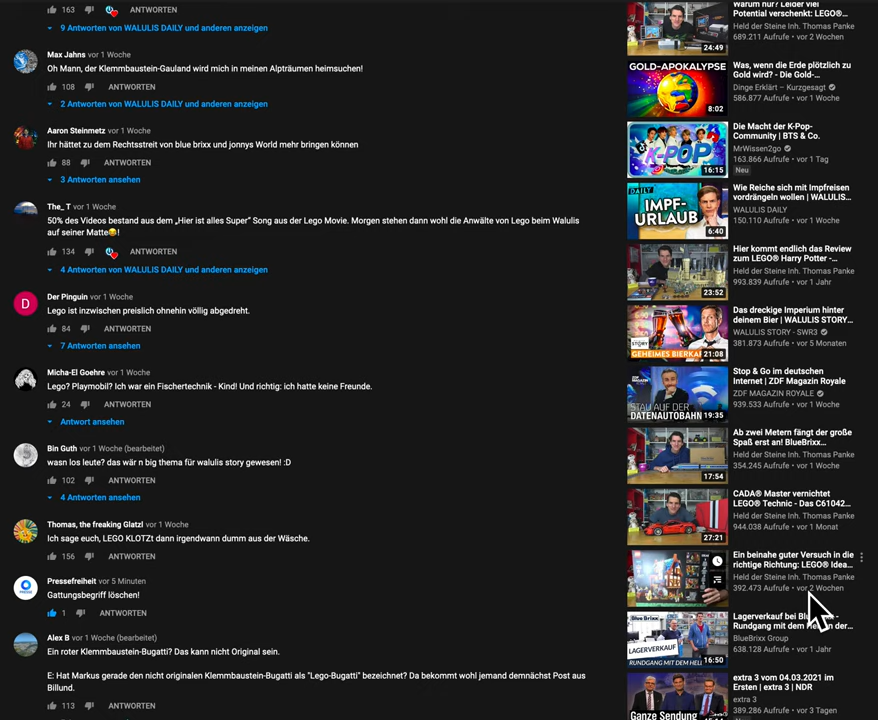 163 ANTWORTEN
9 Antworten von WALULIS DAILY und anderen anzeigen
Max Jahns vor 1 Woche
Oh Mann, der Klemmbaustein-Gauland wird mich in meinen Alpträumen heimsuchen!
108 ANTWORTEN
2 Antworten von WALULIS DAILY und anderen anzeigen
Aaron Steinmetz vor 1 Woche
Ihr hättet zu dem Rechtsstreit von blue brixx und jonnys World mehr bringen können
88 ANTWORTEN
3 Antworten ansehen
The_ T vor 1 Woche
50% des Videos bestand aus dem „Hier ist alles Super" Song aus der Lego Movie. Morgen stehen dann wohl die Anwälte von Lego beim Walulis
auf seiner Matte😅!
134 ANTWORTEN
4 Antworten von WALULIS DAILY und anderen anzeigen
D
Der Pinguin vor 1 Woche
Lego ist inzwischen preislich ohnehin völlig abgedreht.
84 ANTWORTEN
7 Antworten ansehen
Micha-El Goehre vor 1 Woche
Lego? Playmobil? Ich war ein Fischertechnik - Kind! Und richtig: ich hatte keine Freunde.
24 ANTWORTEN
Antwort ansehen
Bin Guth vor 1 Woche (bearbeitet)
wasn los leute? das wär n big thema für walulis story gewesen! :D
102 ANTWORTEN
4 Antworten ansehen
Thomas, the freaking Glatzl vor 1 Woche
Ich sage euch, LEGO KLOTZt dann irgendwann dumm aus der Wäsche.
156 ANTWORTEN
Pressefreiheit vor 5 Minuten
Gattungsbegriff löschen!
1 ANTWORTEN
Alex B vor 1 Woche (bearbeitet)
Ein roter Klemmbaustein-Bugatti? Das kann nicht Original sein.
E: Hat Markus gerade den nicht originalen Klemmbaustein-Bugatti als "Lego-Bugatti" bezeichnet? Da bekommt wohl jemand demnächst Post aus
Billund.
113 ANTWORTEN
24:49
Warum nur? Leider viel
Potential verschenkt: LEGO®...
Held der Steine Inh. Thomas Panke
689.211 Aufrufe • vor 2 Wochen
GOLD-APOKALYPSE
8:02
Was, wenn die Erde plötzlich zu
Gold wird? - Die Gold-...
Dinge Erklärt – Kurzgesagt
586.877 Aufrufe • vor 1 Woche
K-POP
16:15
Die Macht der K-Pop-
Community | BTS & Co.
MrWissen2go
163.866 Aufrufe • vor 1 Tag
Neu
DAILY
IMPF-
URLAUB
6:40
Wie Reiche sich mit Impfreisen
vordrängeln wollen | WALULIS...
WALULIS DAILY
150.110 Aufrufe • vor 1 Woche
23:52
Hier kommt endlich das Review
zum LEGO® Harry Potter -...
Held der Steine Inh. Thomas Panke
993.839 Aufrufe • vor 1 Jahr
STORY
GEHEIMES BIERKA
21:08
Das dreckige Imperium hinter
deinem Bier | WALULIS STORY...
WALULIS STORY - SWR3
381.873 Aufrufe • vor 5 Monaten
ZDF MAGAZIN ROYALE
STAU AUF DER
DATENAUTOBAHN
19:35
Stop & Go im deutschen
Internet | ZDF Magazin Royale
ZDF MAGAZIN ROYALE
939.533 Aufrufe • vor 1 Woche
17:54
Ab zwei Metern fängt der große
Spaß erst an! BlueBrixx...
Held der Steine Inh. Thomas Panke
354.245 Aufrufe • vor 1 Woche
27:21
CADA® Master vernichtet
LEGO® Technic - Das C61042...
Held der Steine Inh. Thomas Panke
944.038 Aufrufe • vor 1 Monat
Ein beinahe guter Versuch in die
richtige Richtung: LEGO® Idea...
Held der Steine Inh. Thomas Panke
392.473 Aufrufe • vor 2 Wochen
Blue Brixx
LAGERVERKAUF
RUNDGANG MIT DEM HEL
16:50
Lagerverkauf bei
Rundgang mit dem der...
BlueBrixx Group
638.128 Aufrufe • vor 1 Jahr
Ganze Sendung
extra 3 vom 04.03.2021 im
Ersten | extra 3 | NDR
extra 3
389.286 Aufrufe • vor 3 Tagen